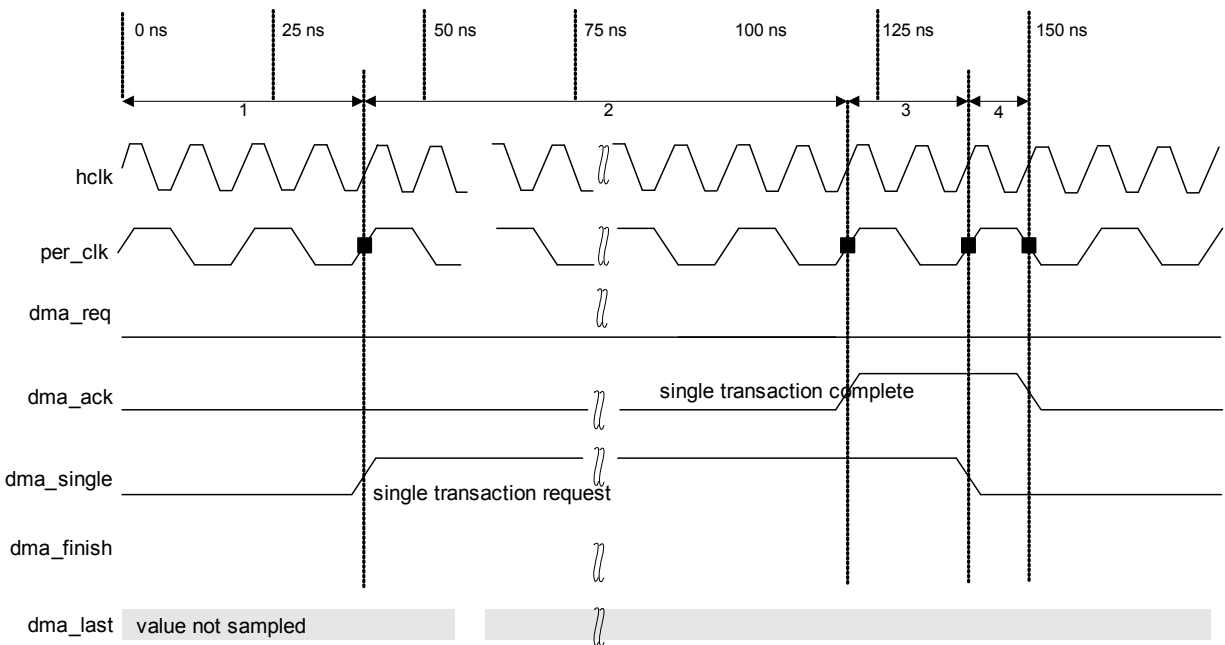 0 ns 25 ns 50 ns 75 ns 100 ns 125 ns 150 ns
1 2 3 4
hclk
per_clk
dma_req
dma_ack single transaction complete
dma_single single transaction request
dma_finish
dma_last value not sampled